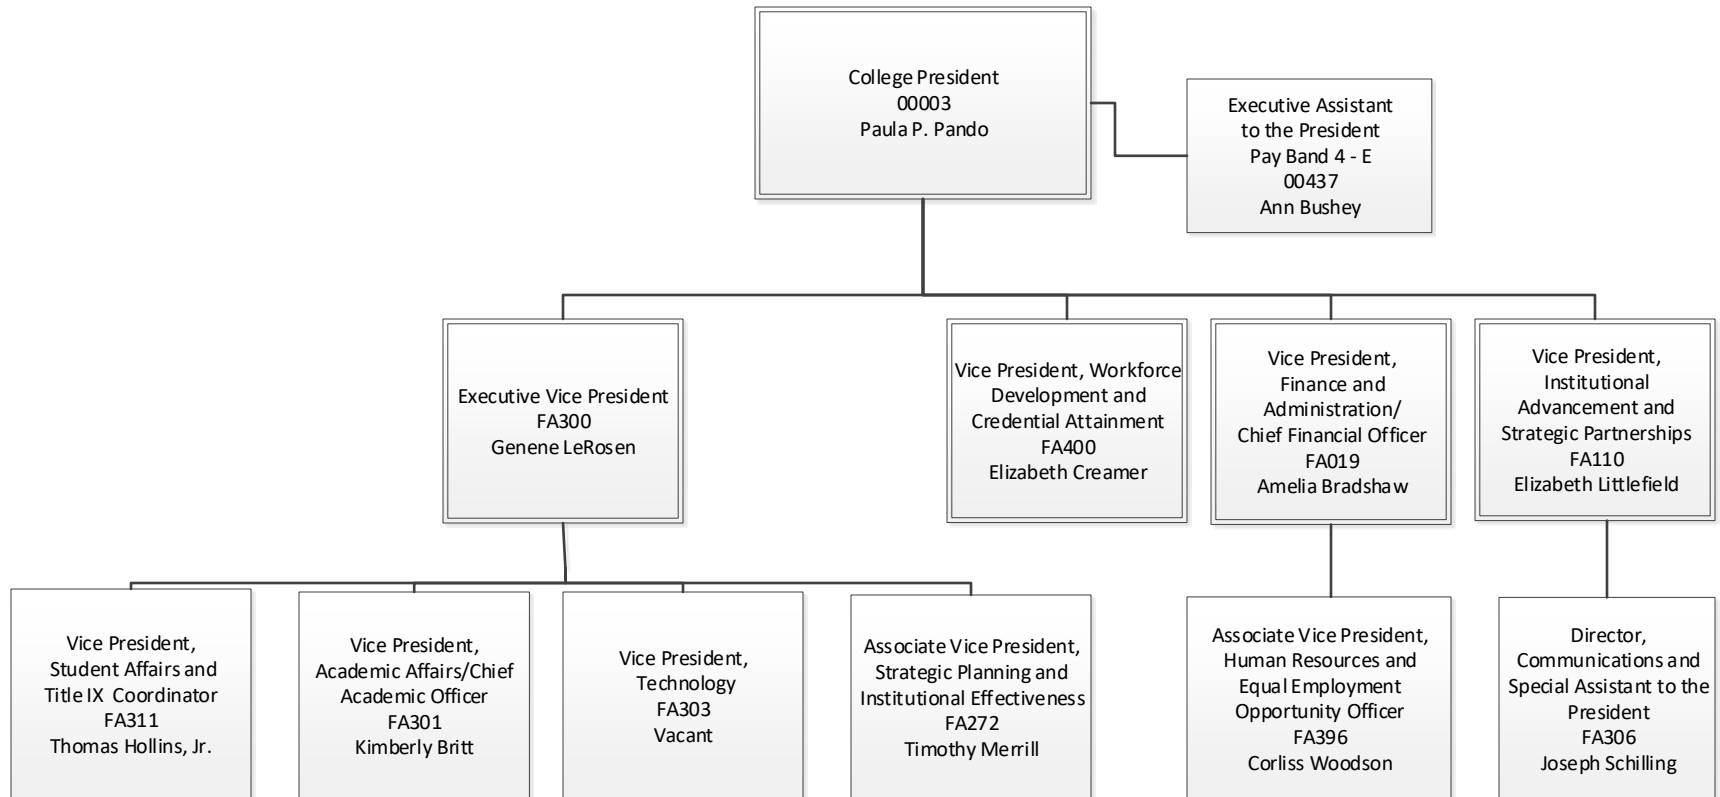 College President
00003
Paula P. Pando
Executive Assistant
to the President
Pay Band 4 - E
00437
Ann Bushey
Executive Vice President
FA300
Genene LeRosen
Vice President, Workforce
Development and
Credential Attainment
FA400
Elizabeth Creamer
Vice President,
Finance and
Administration/
Chief Financial Officer
FA019
Amelia Bradshaw
Vice President,
Institutional
Advancement and
Strategic Partnerships
FA110
Elizabeth Littlefield
Vice President,
Student Affairs and
Title IX Coordinator
FA311
Thomas Hollins, Jr.
Vice President,
Academic Affairs/Chief
Academic Officer
FA301
Kimberly Britt
Vice President,
Technology
FA303
Vacant
Associate Vice President,
Strategic Planning and
Institutional Effectiveness
FA272
Timothy Merrill
Associate Vice President,
Human Resources and
Equal Employment
Opportunity Officer
FA396
Corliss Woodson
Director,
Communications and
Special Assistant to the
President
FA306
Joseph Schilling